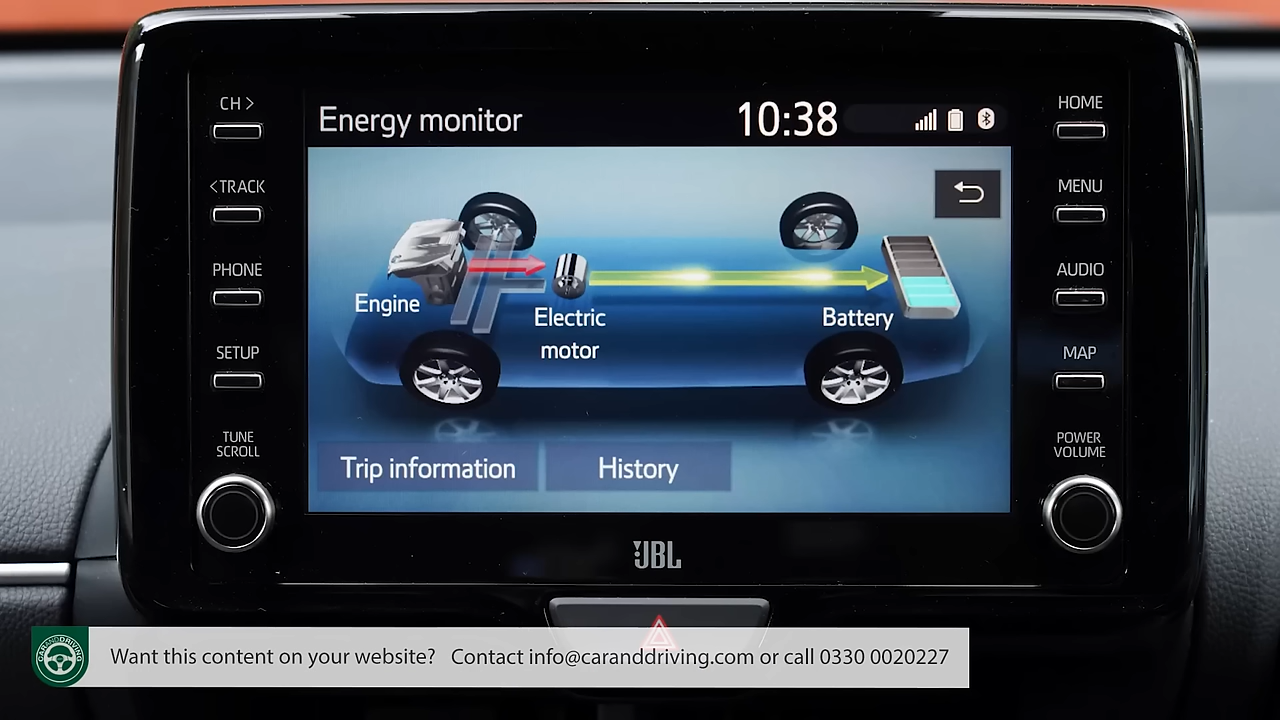 CH >
<TRACK
PHONE
SETUP
TUNE
SCROLL
Energy monitor
10:38
Engine
Electric
motor
Battery
Trip information
History
HOME
MENU
AUDIO
MAP
POWER
VOLUME
JBL
CARANDDRIVING
Want this content on your website? Contact info@caranddriving.com or call 0330 0020227